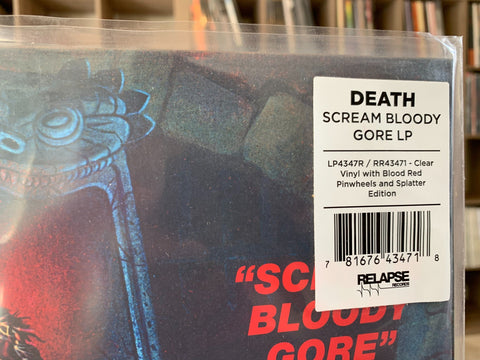 DEATH
SCREAM BLOODY
GORE LP
LP4347R / RR43471 - Clear
Vinyl with Blood Red
Pinwheels and Splatter
Edition
7 81676 43471 8
RELAPSE
RECORDS
"SC
BLOODY
GORE"